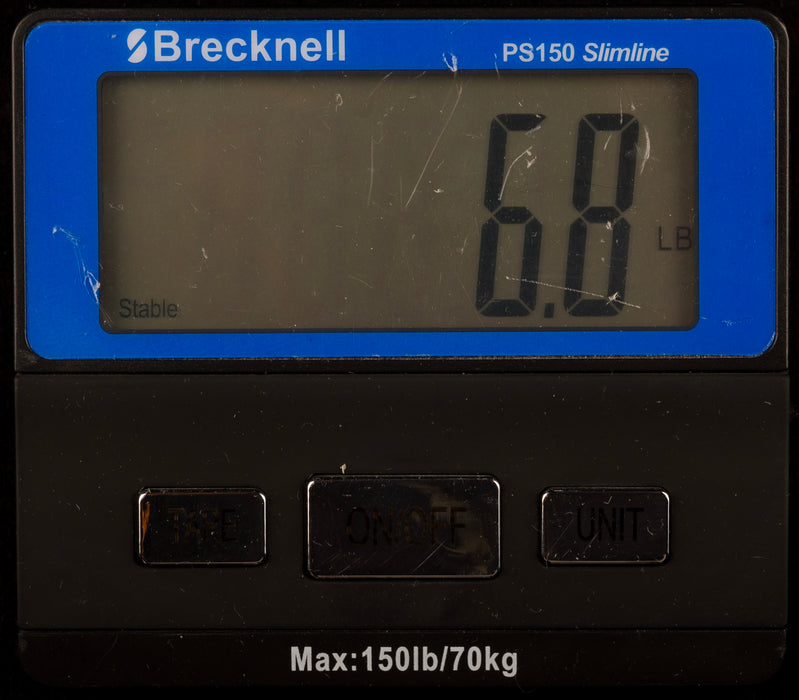 Brecknell PS150 Slimline
6.8 LB
Stable
TARE ON/OFF UNIT
Max:150lb/70kg